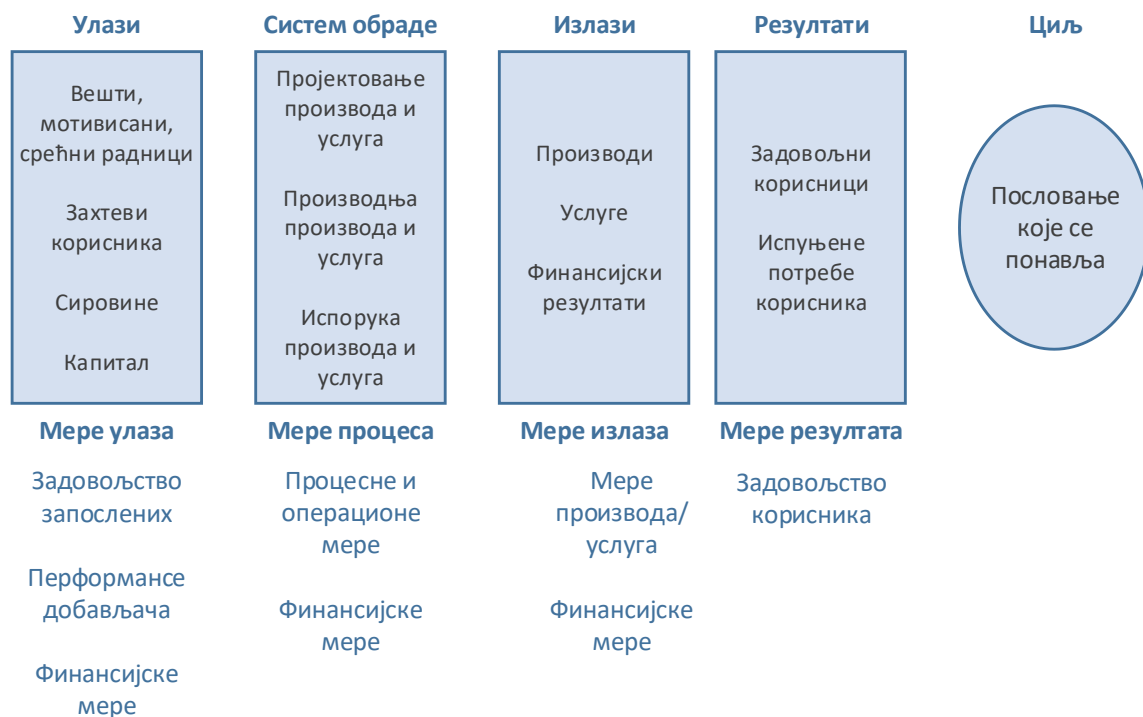 Улази
Вешти,
мотивисани,
срећни радници
Захтеви
корисника
Сировине
Капитал
Мере улаза
Задовољство
запослених
Перформансе
добављача
Финансијске
мере
Систем обраде
Пројектовање
производа и
услуга
Производња
производа и
услуга
Испорука
производа и
услуга
Мере процеса
Процесне и
операционе
мере
Финансијске
мере
Излази
Производи
Услуге
Финансијски
резултати
Мере излаза
Мере
производа/
услуга
Финансијске
мере
Резултати
Задовољни
корисници
Испуњене
потребе
корисника
Мере резултата
Задовољство
корисника
Циљ
Пословање
које се
понавља